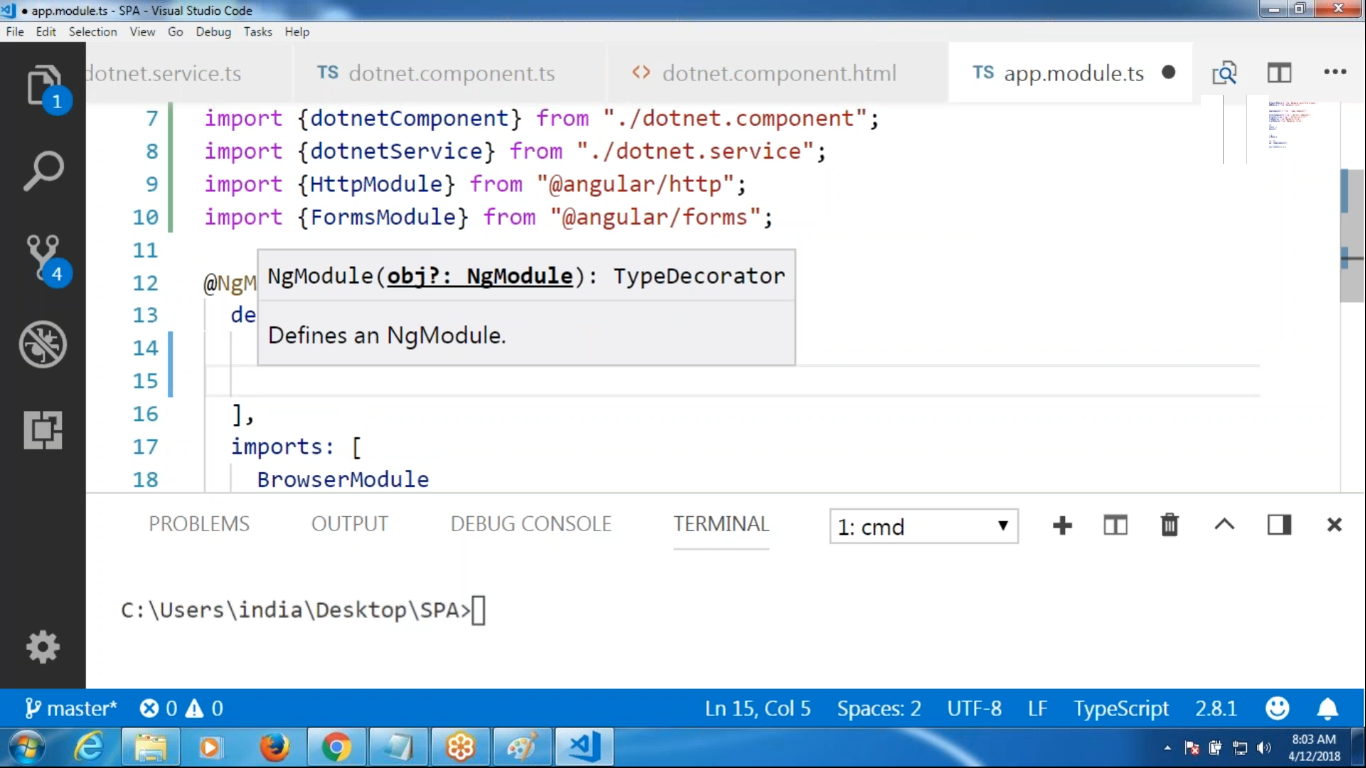 ● app.module.ts - SPA - Visual Studio Code
File Edit Selection View Go Debug Tasks Help
dotnet.service.ts TS dotnet.component.ts <> dotnet.component.html TS app.module.ts ●
1
7 import {dotnetComponent} from "./dotnet.component";
8 import {dotnetService} from "./dotnet.service";
9 import {HttpModule} from "@angular/http";
10 import {FormsModule} from "@angular/forms";
11
4
12 @NgM
NgModule(obj?: NgModule): TypeDecorator
13 de
Defines an NgModule.
14
15
16 ],
17 imports: [
18 BrowserModule
PROBLEMS OUTPUT DEBUG CONSOLE TERMINAL 1: cmd
C:\Users\india\Desktop\SPA>
master* 0 0 Ln 15, Col 5 Spaces: 2 UTF-8 LF TypeScript 2.8.1
8:03 AM
4/12/2018